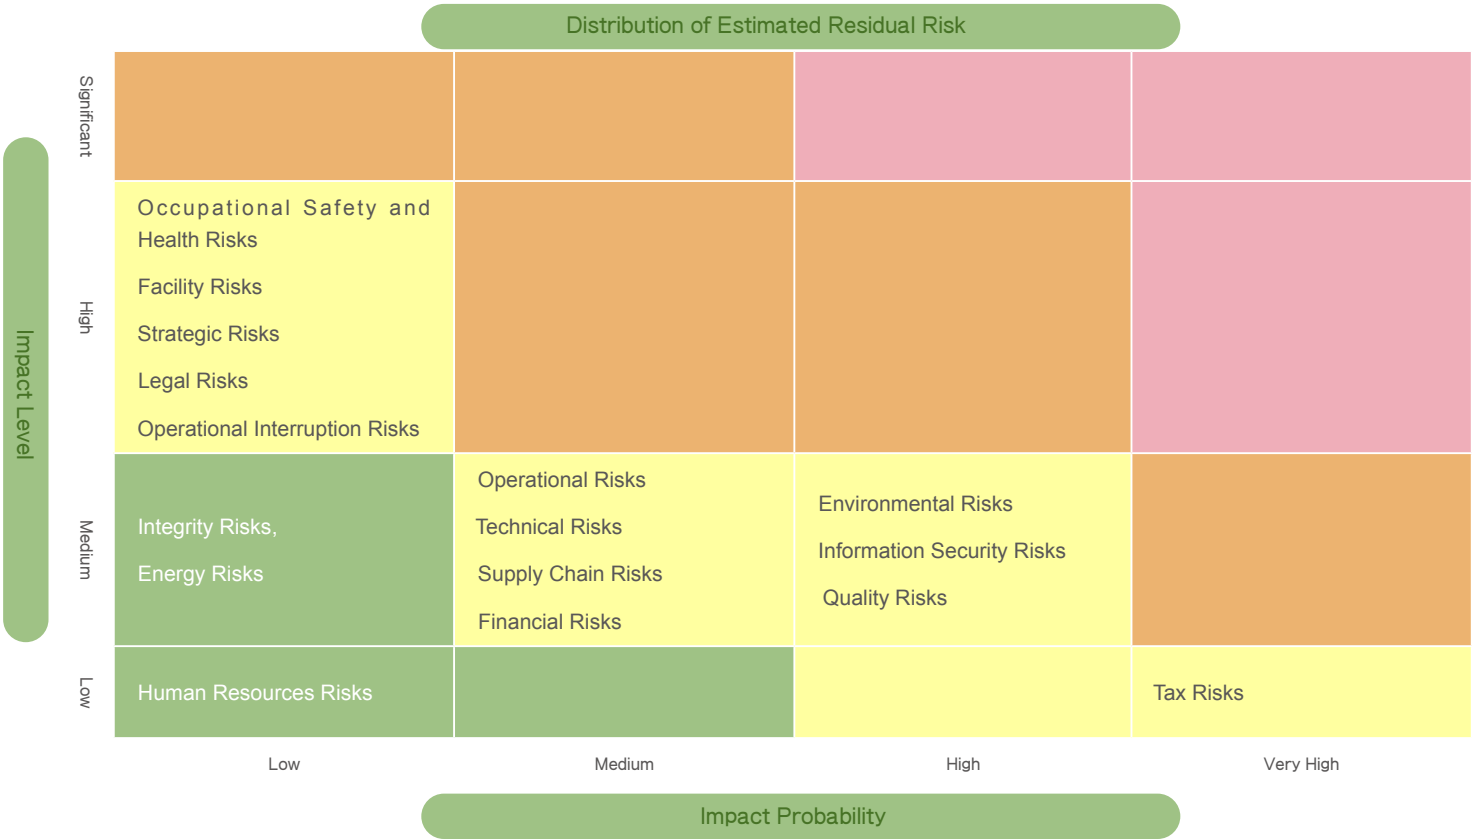 Distribution of Estimated Residual Risk
Impact Level
Significant
High
Occupational Safety and
Health Risks
Facility Risks
Strategic Risks
Legal Risks
Operational Interruption Risks
Medium
Integrity Risks,
Energy Risks
Operational Risks
Technical Risks
Supply Chain Risks
Financial Risks
Environmental Risks
Information Security Risks
Quality Risks
Low
Human Resources Risks
Tax Risks
Low
Medium
High
Very High
Impact Probability